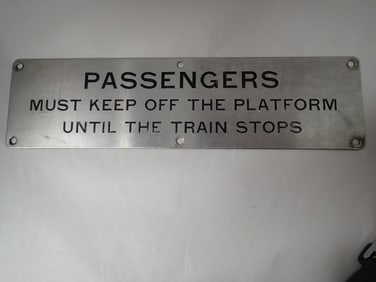 PASSENGERS
MUST KEEP OFF THE PLATFORM
UNTIL THE TRAIN STOPS